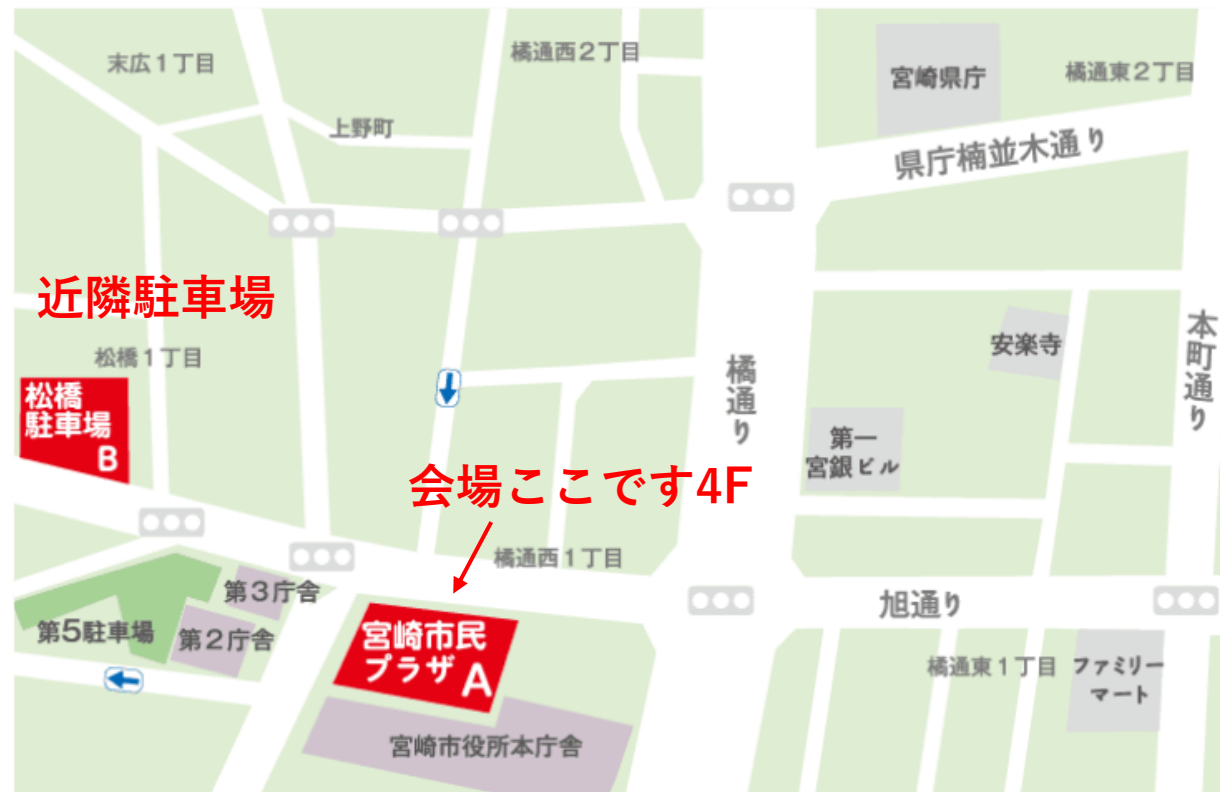 末広1丁目
橘通西2丁目
宮崎県庁
橘通東2丁目
上野町
県庁楠並木通り
近隣駐車場
松橋1丁目
安楽寺
本町通り
橘通り
松橋
駐車場
B
第一
宮銀ビル
会場ここです4F
橘通西1丁目
第3庁舎
旭通り
第5駐車場
第2庁舎
宮崎市民
プラザ A
橘通東1丁目
ファミリー
マート
宮崎市役所本庁舎